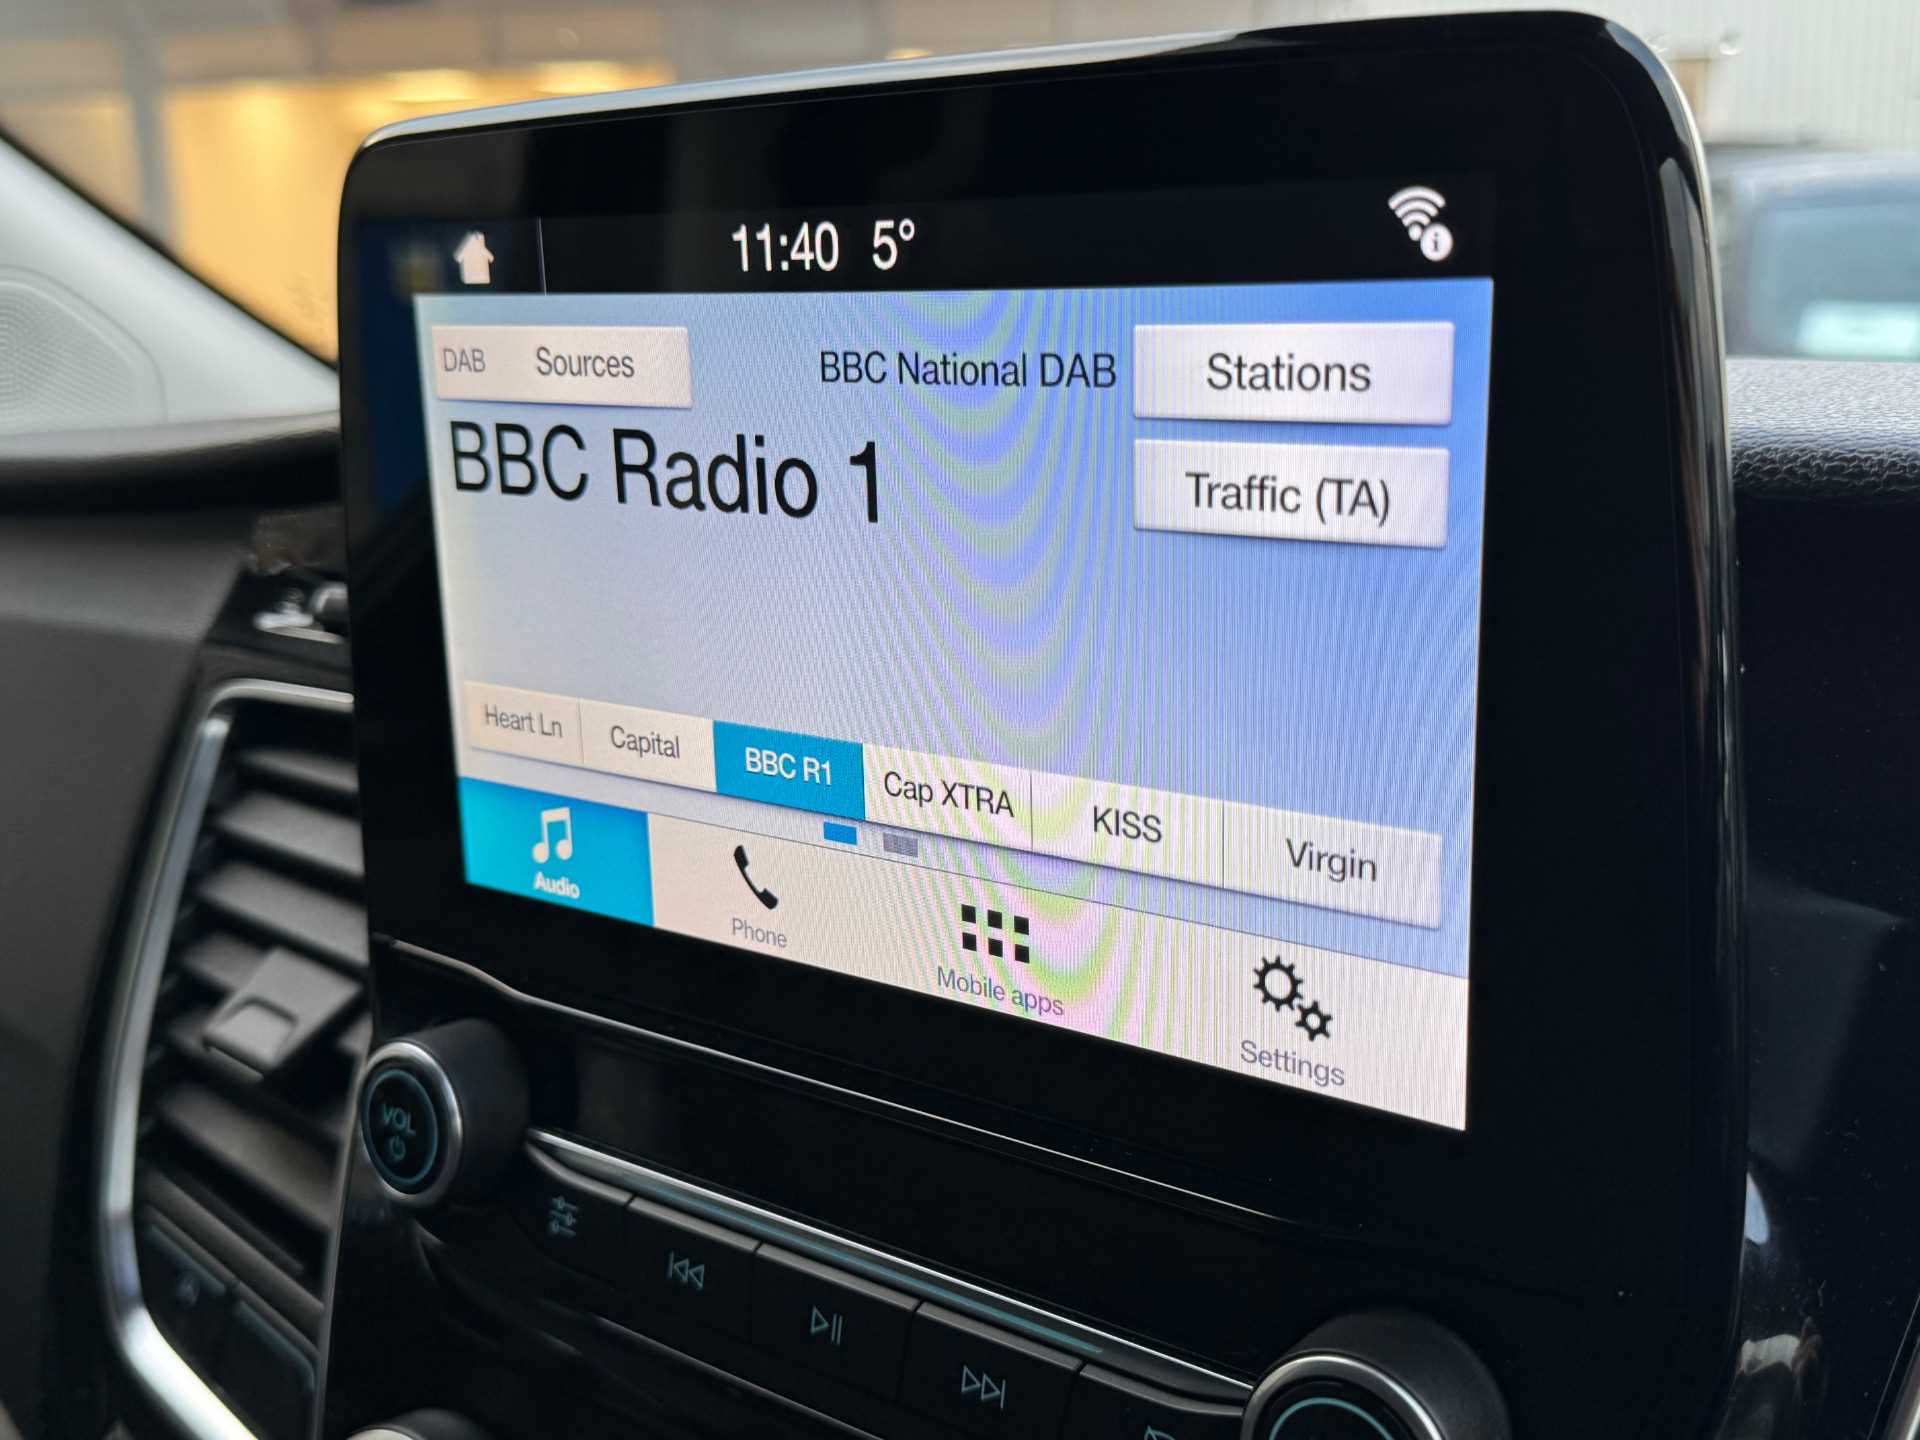 11:40 5°
DAB Sources
BBC National DAB
Stations
BBC Radio 1
Traffic (TA)
Heart Ln
Capital
BBC R1
Cap XTRA
KISS
Virgin
Audio
Phone
Mobile apps
Settings
VOL